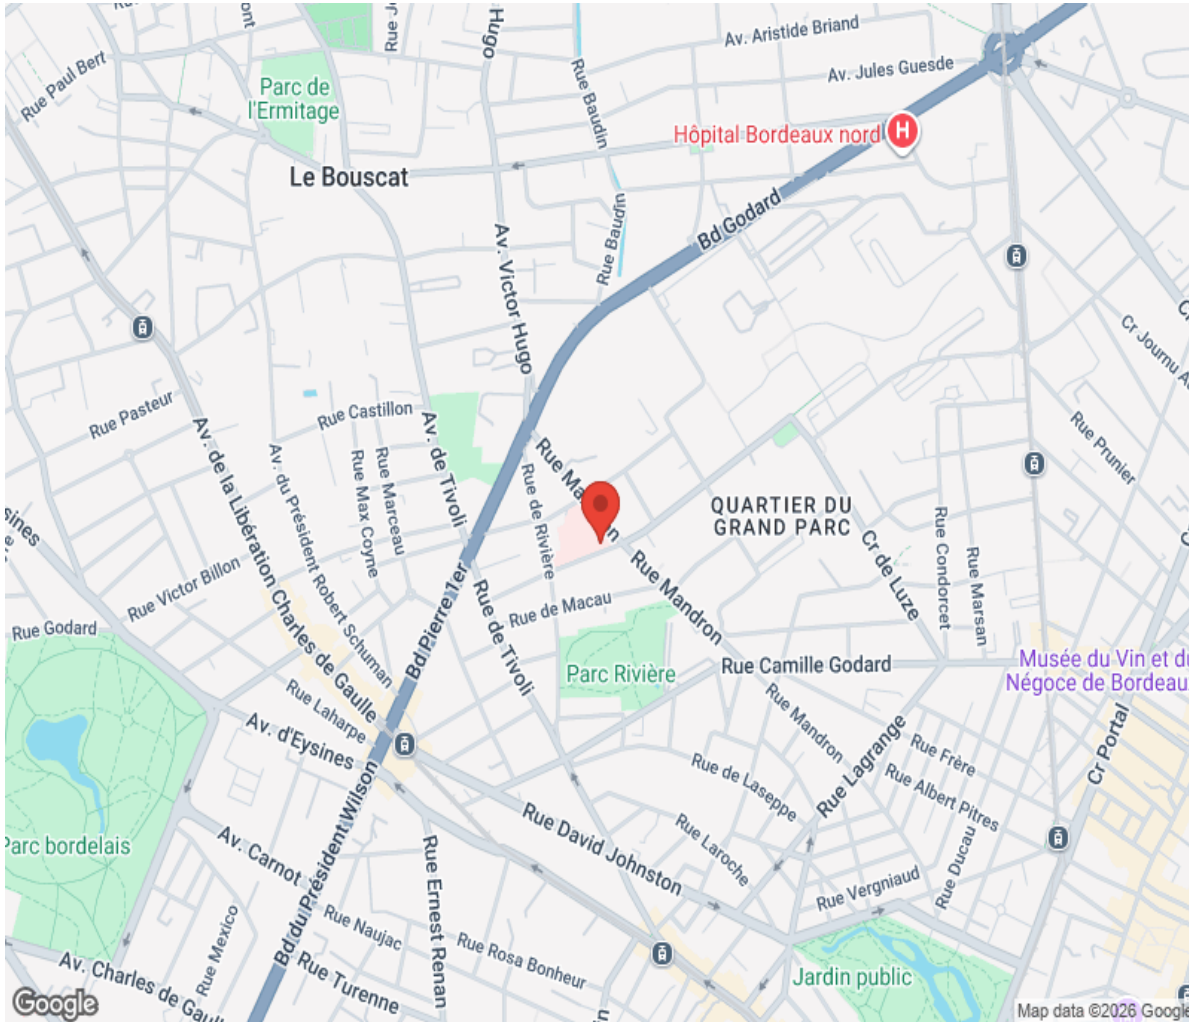 Hugo
Av. Aristide Briand
Rue Paul Bert
Av. Jules Guesde
Parc de
l'Ermitage
Rue Baudin
Hôpital Bordeaux nord
H
Le Bouscat
Bd Godard
Rue Baudin
Av. Victor Hugo
Cr Journu
Rue Pasteur
Rue Castillon
Av. de Tivoli
Rue Prunier
Av. de la Libération Charles de Gaulle
Av. du Président Robert Schuman
Rue Max Coyne
Rue Marceau
Rue de Rivière
QUARTIER DU
GRAND PARC
Rue Condorcet
Rue Marsan
Cr de Luze
Rue Victor Billon
Rue Mandron
Rue de Macau
Rue Godard
Bd Pierre 1er
Rue de Tivoli
Parc Rivière
Rue Camille Godard
Musée du Vin et du
Négoce de Bordeaux
Rue Laharpe
Av. d'Eysines
Rue Mandron
Rue Frère
Rue Lagrange
Cr Portal
Rue de Laseppe
Rue Albert Pitres
Parc bordelais
Av. Carnot
Bd du Président Wilson
Rue David Johnston
Rue Laroche
Rue Ducau
Rue Vergniaud
Rue Ernest Renan
Rue Mexico
Rue Naujac
Rue Rosa Bonheur
Rue Turenne
Av. Charles de Gaul
Jardin public
Google
Map data ©2026 Google